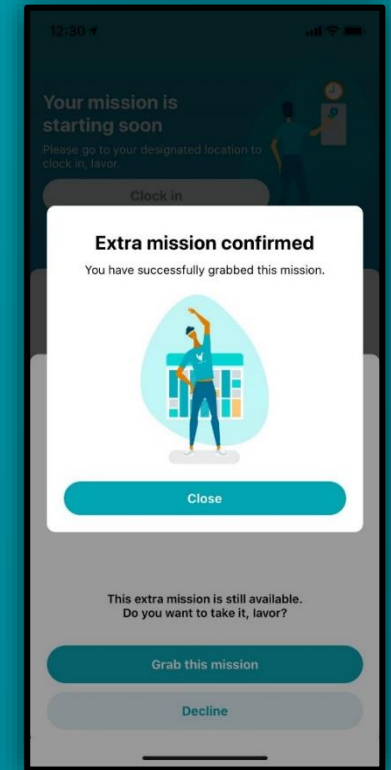 12:30
Your mission is
starting soon
Please go to your designated location to
clock in, lavor.
Clock in
Extra mission confirmed
You have successfully grabbed this mission.
Close
This extra mission is still available.
Do you want to take it, lavor?
Grab this mission
Decline